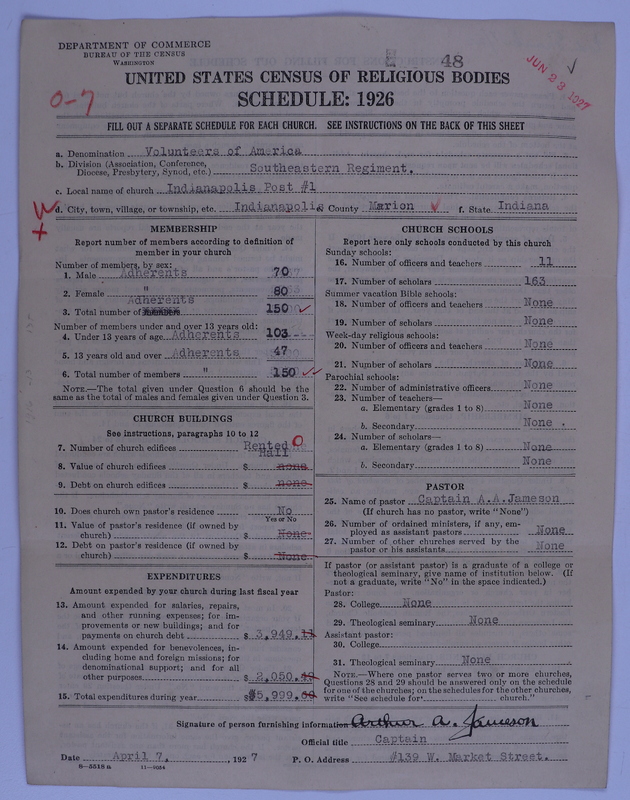 DEPARTMENT OF COMMERCE
BUREAU OF THE CENSUS
WASHINGTON
48
JUN 23 1927
UNITED STATES CENSUS OF RELIGIOUS BODIES
0-7
SCHEDULE: 1926
FILL OUT A SEPARATE SCHEDULE FOR EACH CHURCH. SEE INSTRUCTIONS ON THE BACK OF THIS SHEET
a. Denomination Volunteers of America
b. Division (Association, Conference, Diocese, Presbytery, Synod, etc.) Southeastern Regiment.
c. Local name of church Indianapolis Post #1
d. City, town, village, or township, etc. Indianapolis County Marion f. State Indiana
MEMBERSHIP
Report number of members according to definition of
member in your church
Number of members, by sex:
1. Male Adherents 70
2. Female " 80
Adherents
3. Total number of members 150
Number of members under and over 13 years old:
4. Under 13 years of age Adherents 103
5. 13 years old and over Adherents 47
6. Total number of members " 150
NOTE.—The total given under Question 6 should be the
same as the total of males and females given under Question 3.
CHURCH BUILDINGS
See instructions, paragraphs 10 to 12
7. Number of church edifices Rented Hall 0
8. Value of church edifices $ none
9. Debt on church edifices $ none
10. Does church own pastor's residence No
Yes or No
11. Value of pastor's residence (if owned by
church) $ None
12. Debt on pastor's residence (if owned by
church) $ None
EXPENDITURES
Amount expended by your church during last fiscal year
13. Amount expended for salaries, repairs,
and other running expenses; for im-
provements or new buildings; and for
payments on church debt $ 3,949.
14. Amount expended for benevolences, in-
cluding home and foreign missions; for
denominational support; and for all
other purposes $ 2,050.
15. Total expenditures during year $ $5,999.
CHURCH SCHOOLS
Report here only schools conducted by this church
Sunday schools:
16. Number of officers and teachers 11
17. Number of scholars 163
Summer vacation Bible schools:
18. Number of officers and teachers None
19. Number of scholars None
Week-day religious schools:
20. Number of officers and teachers None
21. Number of scholars None
Parochial schools:
22. Number of administrative officers None
23. Number of teachers—
a. Elementary (grades 1 to 8) None
b. Secondary None .
24. Number of scholars—
a. Elementary (grades 1 to 8) None
b. Secondary None
PASTOR
25. Name of pastor Captain A.A.Jameson
(If church has no pastor, write "None")
26. Number of ordained ministers, if any, em-
ployed as assistant pastors None
27. Number of other churches served by the
pastor or his assistants None
If pastor (or assistant pastor) is a graduate of a college or
theological seminary, give name of institution below. (If
not a graduate, write "No" in the space indicated.)
Pastor:
28. College None
29. Theological seminary None
Assistant pastor:
30. College
31. Theological seminary None
NOTE.—Where one pastor serves two or more churches,
Questions 28 and 29 should be answered only on the schedule
for one of the churches; on the schedules for the other churches,
write "See schedule for church."
Signature of person furnishing information Arthur A. Jameson
Official title Captain
Date April 7, 1927 P. O. Address #139 W. Market Street.
6—5518 a 11—9054